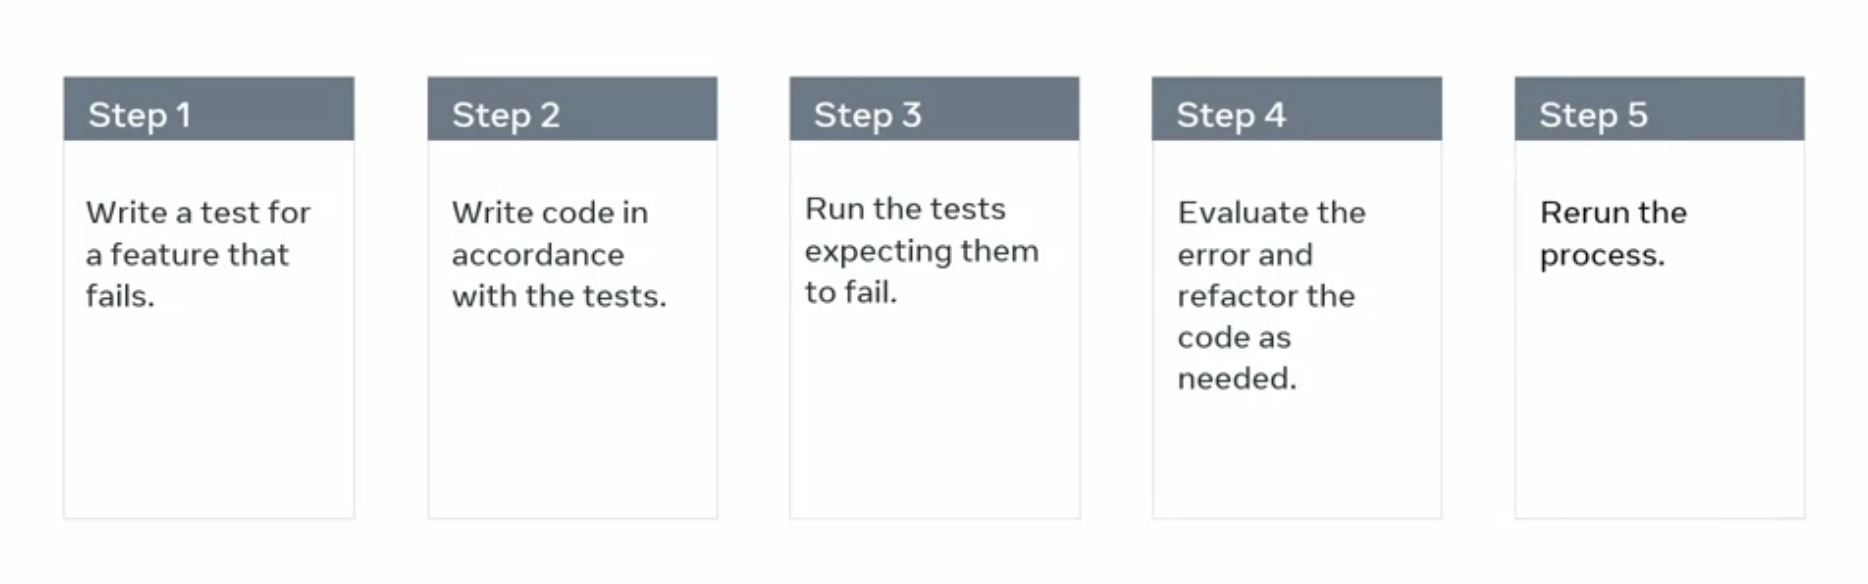 Step 1
Write a test for
a feature that
fails.
Step 2
Write code in
accordance
with the tests.
Step 3
Run the tests
expecting them
to fail.
Step 4
Evaluate the
error and
refactor the
code as
needed.
Step 5
Rerun the
process.